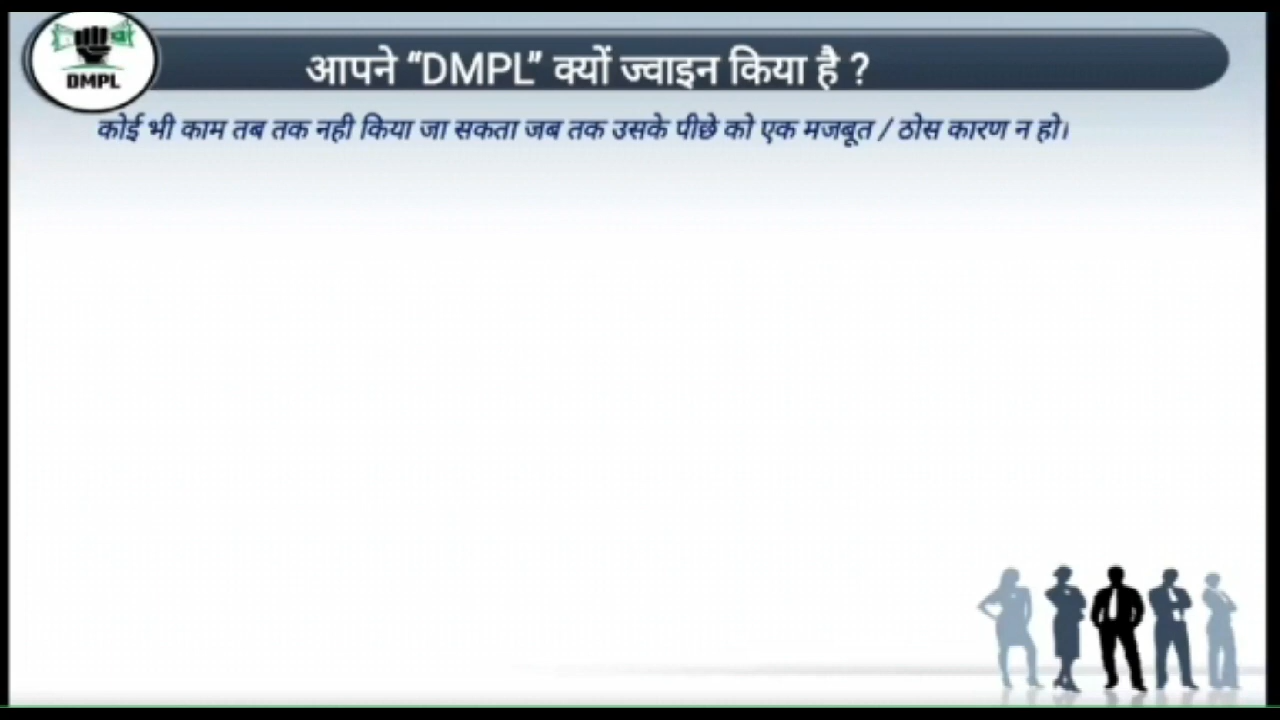 DMPL
आपने “DMPL” क्यों ज्वाइन किया है ?
कोई भी काम तब तक नही किया जा सकता जब तक उसके पीछे को एक मजबूत / ठोस कारण न हो।